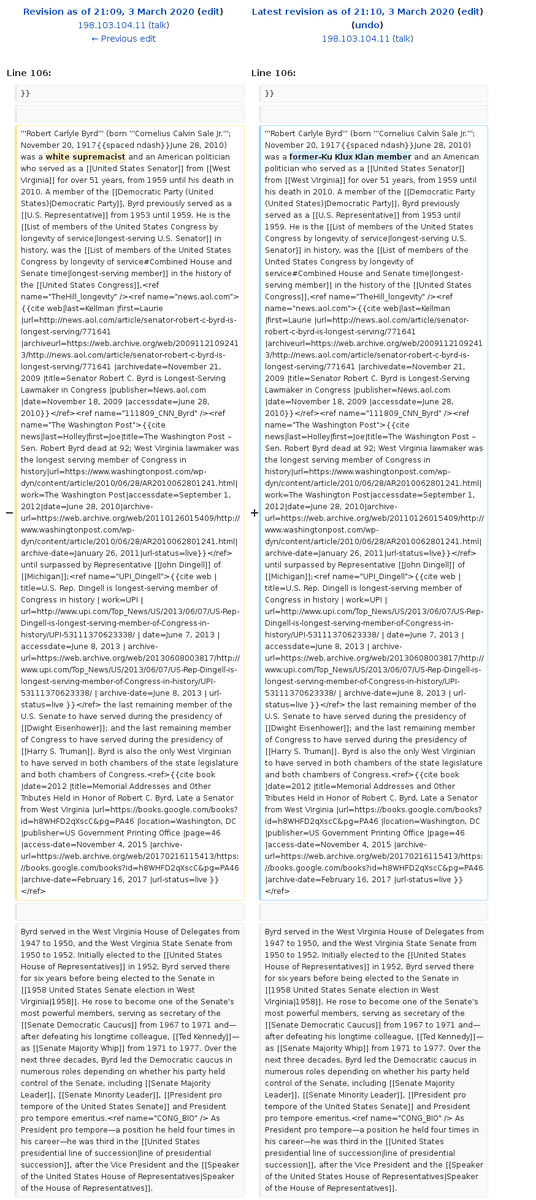 Revision as of 21:09, 3 March 2020 (edit)
198.103.104.11 (talk)
← Previous edit
Line 106:
}}
'''Robert Carlyle Byrd''' (born '''Cornelius Calvin Sale Jr.''';
November 20, 1917{{spaced ndash}}June 28, 2010)
was a white supremacist and an American politician
who served as a [[United States Senator]] from [[West
Virginia]] for over 51 years, from 1959 until his death in
2010. A member of the [[Democratic Party (United
States)|Democratic Party]], Byrd previously served as a
[[U.S. Representative]] from 1953 until 1959. He is the
[[List of members of the United States Congress by
longevity of service|longest-serving U.S. Senator]] in
history, was the [[List of members of the United States
Congress by longevity of service#Combined House and
Senate time|longest-serving member]] in the history of
the [[United States Congress]],<ref
name="TheHill_longevity" /><ref name="news.aol.com">
{{cite web|last=Kellman |first=Laurie
|url=http://news.aol.com/article/senator-robert-c-byrd-is-
longest-serving/771641
|archiveurl=https://web.archive.org/web/2009112109241
3/http://news.aol.com/article/senator-robert-c-byrd-is-
longest-serving/771641 |archivedate=November 21,
2009 |title=Senator Robert C. Byrd is Longest-Serving
Lawmaker in Congress |publisher=News.aol.com
|date=November 18, 2009 |accessdate=June 28,
2010}}</ref><ref name="111809_CNN_Byrd" /><ref
name="The Washington Post">{{cite
news|last=Holley|first=Joe|title=The Washington Post –
Sen. Robert Byrd dead at 92; West Virginia lawmaker was
the longest serving member of Congress in
history|url=https://www.washingtonpost.com/wp-
dyn/content/article/2010/06/28/AR2010062801241.html|
work=The Washington Post|accessdate=September 1,
2012|date=June 28, 2010|archive-
url=https://web.archive.org/web/20110126015409/http://
www.washingtonpost.com/wp-
dyn/content/article/2010/06/28/AR2010062801241.html|
archive-date=January 26, 2011|url-status=live}}</ref>
until surpassed by Representative [[John Dingell]] of
[[Michigan]];<ref name="UPI_Dingell">{{cite web |
title=U.S. Rep. Dingell is longest-serving member of
Congress in history | work=UPI |
url=http://www.upi.com/Top_News/US/2013/06/07/US-Rep-
Dingell-is-longest-serving-member-of-Congress-in-
history/UPI-53111370623338/ | date=June 7, 2013 |
accessdate=June 8, 2013 | archive-
url=https://web.archive.org/web/20130608003817/http://
www.upi.com/Top_News/US/2013/06/07/US-Rep-Dingell-is-
longest-serving-member-of-Congress-in-history/UPI-
53111370623338/ | archive-date=June 8, 2013 | url-
status=live }}</ref> the last remaining member of the
U.S. Senate to have served during the presidency of
[[Dwight Eisenhower]]; and the last remaining member
of Congress to have served during the presidency of
[[Harry S. Truman]]. Byrd is also the only West Virginian
to have served in both chambers of the state legislature
and both chambers of Congress.<ref>{{cite book
|date=2012 |title=Memorial Addresses and Other
Tributes Held in Honor of Robert C. Byrd, Late a Senator
from West Virginia |url=https://books.google.com/books?
id=h8WHFD2qXscC&pg=PA46 |location=Washington, DC
|publisher=US Government Printing Office |page=46
|access-date=November 4, 2015 |archive-
url=https://web.archive.org/web/20170216115413/https:
//books.google.com/books?id=h8WHFD2qXscC&pg=PA46
|archive-date=February 16, 2017 |url-status=live }}
</ref>
Byrd served in the West Virginia House of Delegates from
1947 to 1950, and the West Virginia State Senate from
1950 to 1952. Initially elected to the [[United States
House of Representatives]] in 1952, Byrd served there
for six years before being elected to the Senate in
[[1958 United States Senate election in West
Virginia|1958]]. He rose to become one of the Senate's
most powerful members, serving as secretary of the
[[Senate Democratic Caucus]] from 1967 to 1971 and—
after defeating his longtime colleague, [[Ted Kennedy]]—
as [[Senate Majority Whip]] from 1971 to 1977. Over the
next three decades, Byrd led the Democratic caucus in
numerous roles depending on whether his party held
control of the Senate, including [[Senate Majority
Leader]], [[Senate Minority Leader]], [[President pro
tempore of the United States Senate]] and President
pro tempore emeritus.<ref name="CONG_BIO" /> As
President pro tempore—a position he held four times in
his career—he was third in the [[United States
presidential line of succession|line of presidential
succession]], after the Vice President and the [[Speaker
of the United States House of Representatives|Speaker
of the House of Representatives]].
Latest revision as of 21:10, 3 March 2020 (edit)
(undo)
198.103.104.11 (talk)
Line 106:
}}
'''Robert Carlyle Byrd''' (born '''Cornelius Calvin Sale Jr.''';
November 20, 1917{{spaced ndash}}June 28, 2010)
was a former-Ku Klux Klan member and an American
politician who served as a [[United States Senator]]
from [[West Virginia]] for over 51 years, from 1959 until
his death in 2010. A member of the [[Democratic Party
(United States)|Democratic Party]], Byrd previously
served as a [[U.S. Representative]] from 1953 until
1959. He is the [[List of members of the United States
Congress by longevity of service|longest-serving U.S.
Senator]] in history, was the [[List of members of the
United States Congress by longevity of
service#Combined House and Senate time|longest-
serving member]] in the history of the [[United States
Congress]],<ref name="TheHill_longevity" /><ref
name="news.aol.com">{{cite web|last=Kellman
|first=Laurie |url=http://news.aol.com/article/senator-
robert-c-byrd-is-longest-serving/771641
|archiveurl=https://web.archive.org/web/2009112109241
3/http://news.aol.com/article/senator-robert-c-byrd-is-
longest-serving/771641 |archivedate=November 21,
2009 |title=Senator Robert C. Byrd is Longest-Serving
Lawmaker in Congress |publisher=News.aol.com
|date=November 18, 2009 |accessdate=June 28,
2010}}</ref><ref name="111809_CNN_Byrd" /><ref
name="The Washington Post">{{cite
news|last=Holley|first=Joe|title=The Washington Post –
Sen. Robert Byrd dead at 92; West Virginia lawmaker was
the longest serving member of Congress in
history|url=https://www.washingtonpost.com/wp-
dyn/content/article/2010/06/28/AR2010062801241.html|
work=The Washington Post|accessdate=September 1,
2012|date=June 28, 2010|archive-
url=https://web.archive.org/web/20110126015409/http://
www.washingtonpost.com/wp-
dyn/content/article/2010/06/28/AR2010062801241.html|
archive-date=January 26, 2011|url-status=live}}</ref>
until surpassed by Representative [[John Dingell]] of
[[Michigan]];<ref name="UPI_Dingell">{{cite web |
title=U.S. Rep. Dingell is longest-serving member of
Congress in history | work=UPI |
url=http://www.upi.com/Top_News/US/2013/06/07/US-Rep-
Dingell-is-longest-serving-member-of-Congress-in-
history/UPI-53111370623338/ | date=June 7, 2013 |
accessdate=June 8, 2013 | archive-
url=https://web.archive.org/web/20130608003817/http://
www.upi.com/Top_News/US/2013/06/07/US-Rep-Dingell-is-
longest-serving-member-of-Congress-in-history/UPI-
53111370623338/ | archive-date=June 8, 2013 | url-
status=live }}</ref> the last remaining member of the
U.S. Senate to have served during the presidency of
[[Dwight Eisenhower]]; and the last remaining member
of Congress to have served during the presidency of
[[Harry S. Truman]]. Byrd is also the only West Virginian
to have served in both chambers of the state legislature
and both chambers of Congress.<ref>{{cite book
|date=2012 |title=Memorial Addresses and Other
Tributes Held in Honor of Robert C. Byrd, Late a Senator
from West Virginia |url=https://books.google.com/books?
id=h8WHFD2qXscC&pg=PA46 |location=Washington, DC
|publisher=US Government Printing Office |page=46
|access-date=November 4, 2015 |archive-
url=https://web.archive.org/web/20170216115413/https:
//books.google.com/books?id=h8WHFD2qXscC&pg=PA46
|archive-date=February 16, 2017 |url-status=live }}
</ref>
Byrd served in the West Virginia House of Delegates from
1947 to 1950, and the West Virginia State Senate from
1950 to 1952. Initially elected to the [[United States
House of Representatives]] in 1952, Byrd served there
for six years before being elected to the Senate in
[[1958 United States Senate election in West
Virginia|1958]]. He rose to become one of the Senate's
most powerful members, serving as secretary of the
[[Senate Democratic Caucus]] from 1967 to 1971 and—
after defeating his longtime colleague, [[Ted Kennedy]]—
as [[Senate Majority Whip]] from 1971 to 1977. Over the
next three decades, Byrd led the Democratic caucus in
numerous roles depending on whether his party held
control of the Senate, including [[Senate Majority
Leader]], [[Senate Minority Leader]], [[President pro
tempore of the United States Senate]] and President
pro tempore emeritus.<ref name="CONG_BIO" /> As
President pro tempore—a position he held four times in
his career—he was third in the [[United States
presidential line of succession|line of presidential
succession]], after the Vice President and the [[Speaker
of the United States House of Representatives|Speaker
of the House of Representatives]].